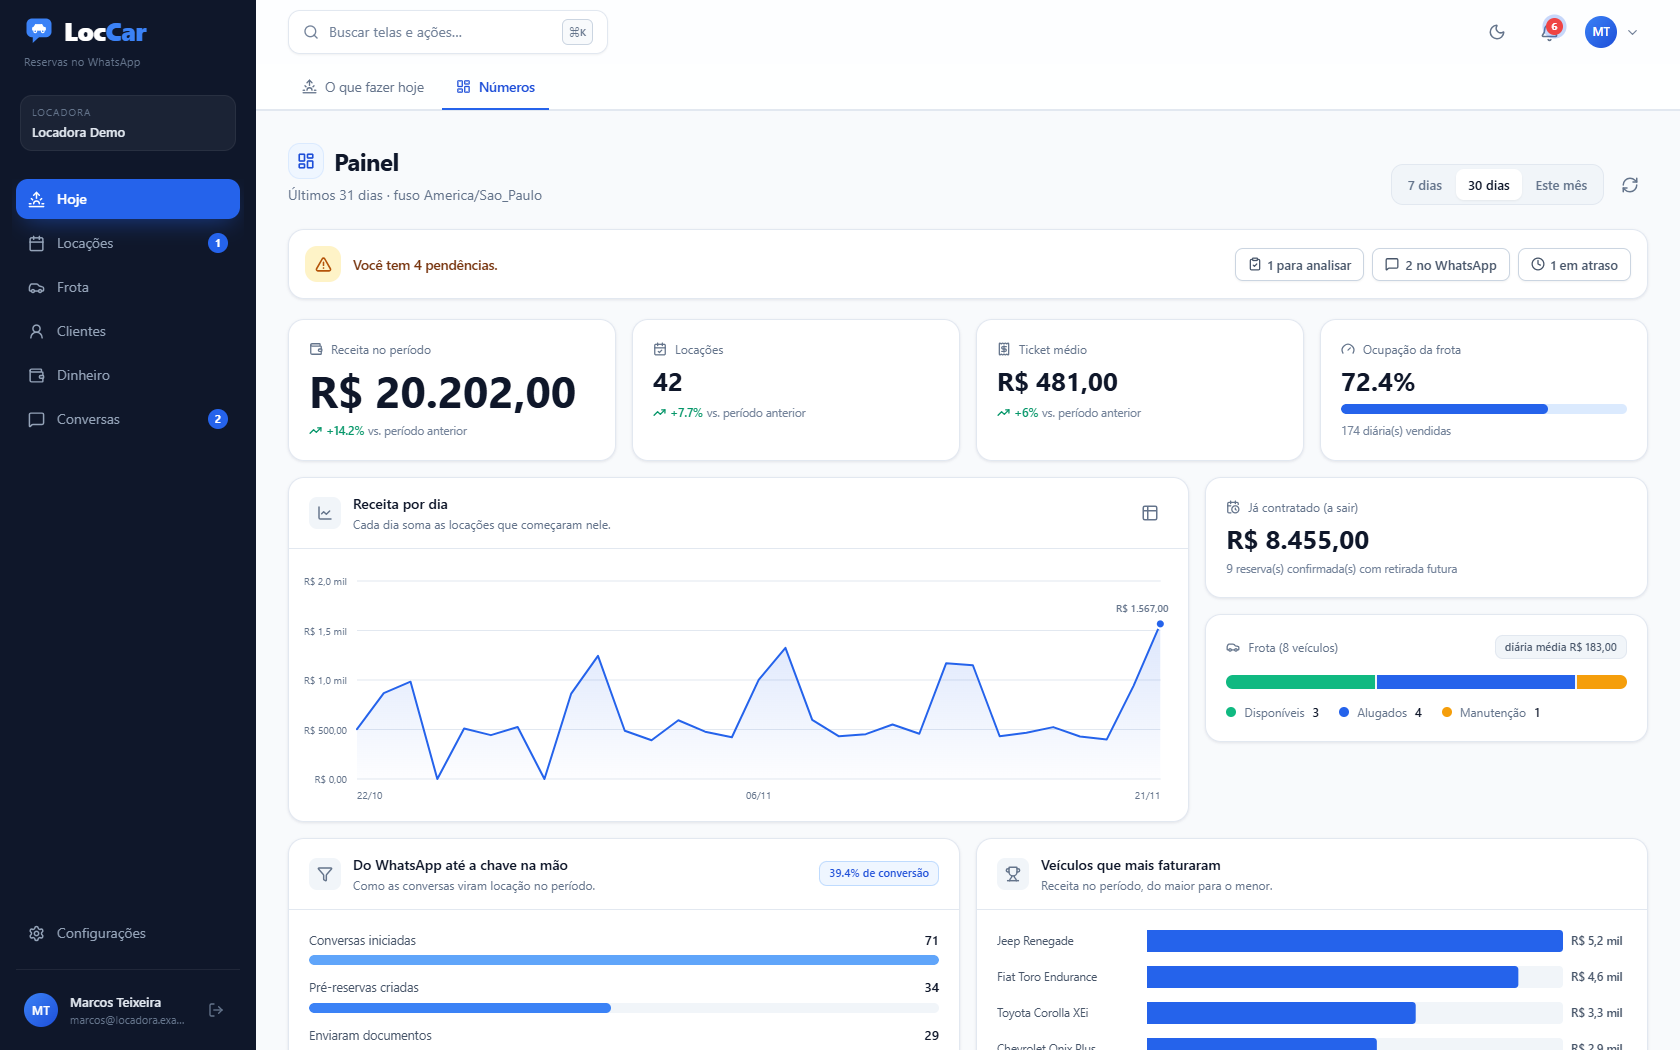 LocCar
Reservas no WhatsApp
LOCADORA
Locadora Demo
Hoje
Locações 1
Frota
Clientes
Dinheiro
Conversas 2
Configurações
MT Marcos Teixeira
marcos@locadora.exa...
Buscar telas e ações... ⌘K
6
MT
O que fazer hoje
Números
Painel
Últimos 31 dias · fuso America/Sao_Paulo
7 dias 30 dias Este mês
Você tem 4 pendências.
1 para analisar 2 no WhatsApp 1 em atraso
Receita no período
R$ 20.202,00
+14.2% vs. período anterior
Locações
42
+7.7% vs. período anterior
Ticket médio
R$ 481,00
+6% vs. período anterior
Ocupação da frota
72.4%
174 diária(s) vendidas
Receita por dia
Cada dia soma as locações que começaram nele.
R$ 2,0 mil
R$ 1,5 mil
R$ 1,0 mil
R$ 500,00
R$ 0,00
R$ 1.567,00
22/10 06/11 21/11
Já contratado (a sair)
R$ 8.455,00
9 reserva(s) confirmada(s) com retirada futura
Frota (8 veículos) diária média R$ 183,00
Disponíveis 3 Alugados 4 Manutenção 1
Do WhatsApp até a chave na mão
Como as conversas viram locação no período.
39.4% de conversão
Conversas iniciadas 71
Pré-reservas criadas 34
Enviaram documentos 29
Veículos que mais faturaram
Receita no período, do maior para o menor.
Jeep Renegade R$ 5,2 mil
Fiat Toro Endurance R$ 4,6 mil
Toyota Corolla XEi R$ 3,3 mil
Chevrolet Onix Plus R$ 2,9 mil